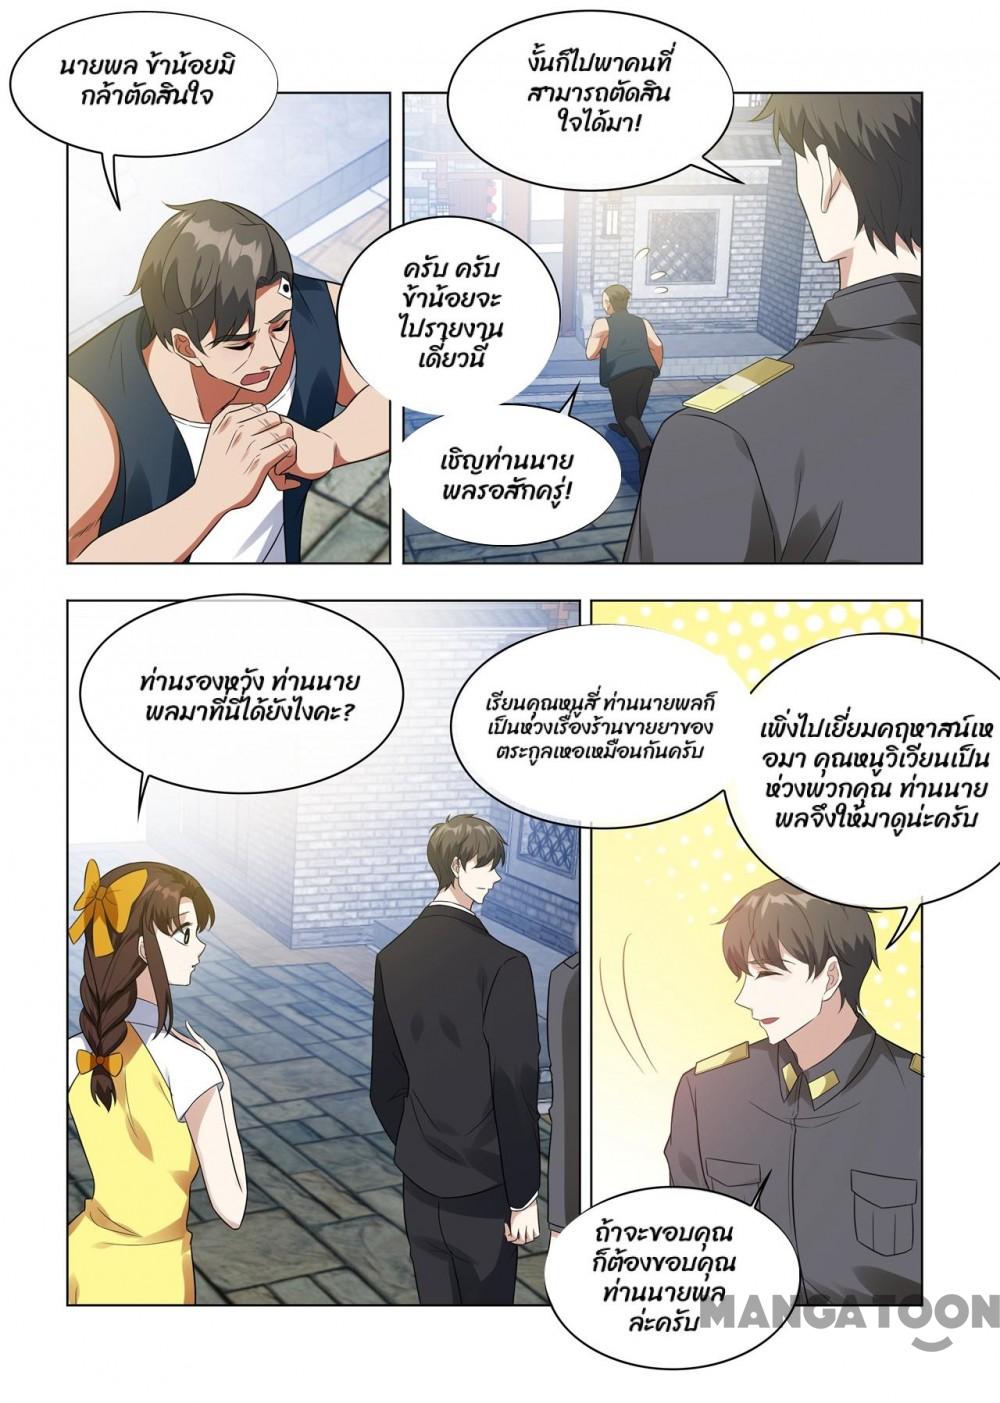 นายพล ข้าน้อยมิ
กล้าตัดสินใจ
งั้นก็ไปพาคนที่
สามารถตัดสิน
ใจได้มา!
ครับ ครับ
ข้าน้อยจะ
ไปรายงาน
เดี๋ยวนี้
เชิญท่านนาย
พลรอสักครู่!
ท่านรองหวัง ท่านนาย
พลมาที่นี่ได้ยังไงคะ?
เรียนคุณหนูสี่ ท่านนายพลก็
เป็นห่วงเรื่องร้านขายยาของ
ตระกูลเหอเหมือนกันครับ
เพิ่งไปเยี่ยมคฤหาสน์เห
อมา คุณหนูวิเวียนเป็น
ห่วงพวกคุณ ท่านนาย
พลจึงให้มาดูน่ะครับ
ถ้าจะขอบคุณ
ก็ต้องขอบคุณ
ท่านนายพล
ล่ะครับ
MANGATOON